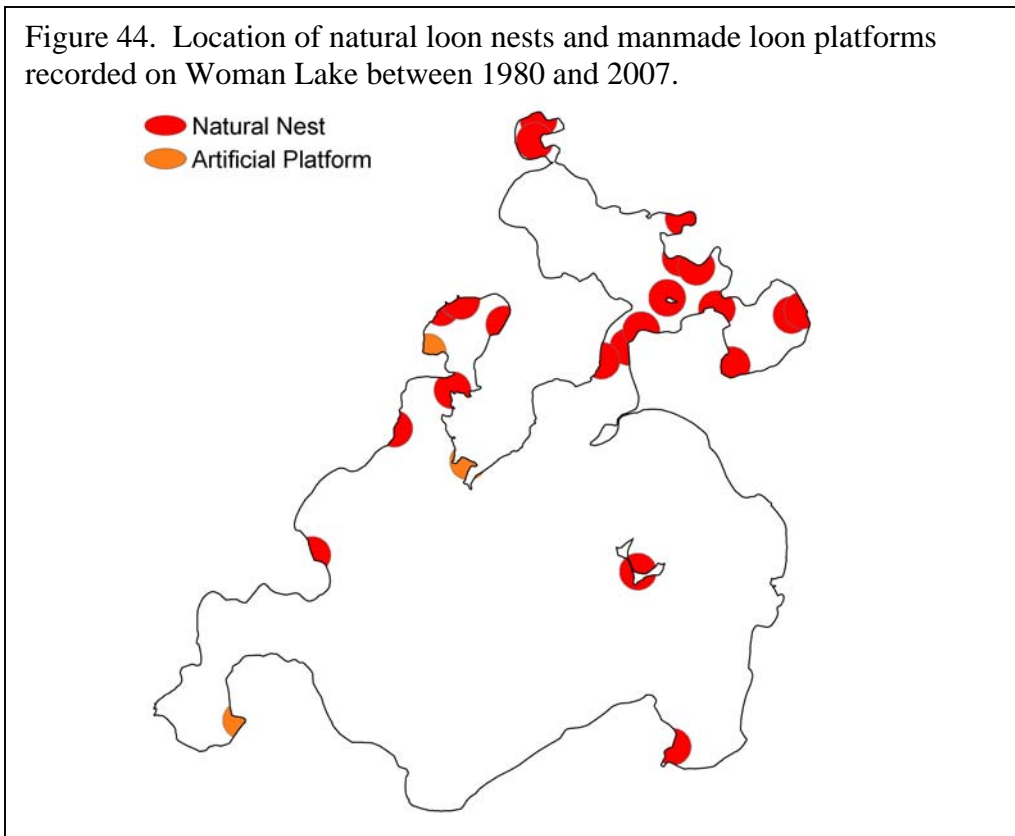 Figure 44.  Location of natural loon nests and manmade loon platforms
recorded on Woman Lake between 1980 and 2007.
Natural Nest
Artificial Platform